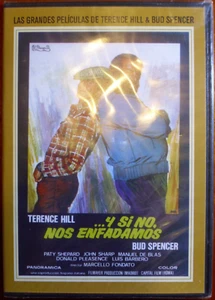 LAS GRANDES PELÍCULAS DE TERENCE HILL & BUD SPENCER
TERENCE HILL
...Y SI NO,
NOS ENFADAMOS
BUD SPENCER
PATY SHEPARD JOHN SHARP MANUEL DE BLAS
DONALD PLEASENCE LUIS BARBERO
MARCELLO FONDATO
PANORAMICA
COLOR